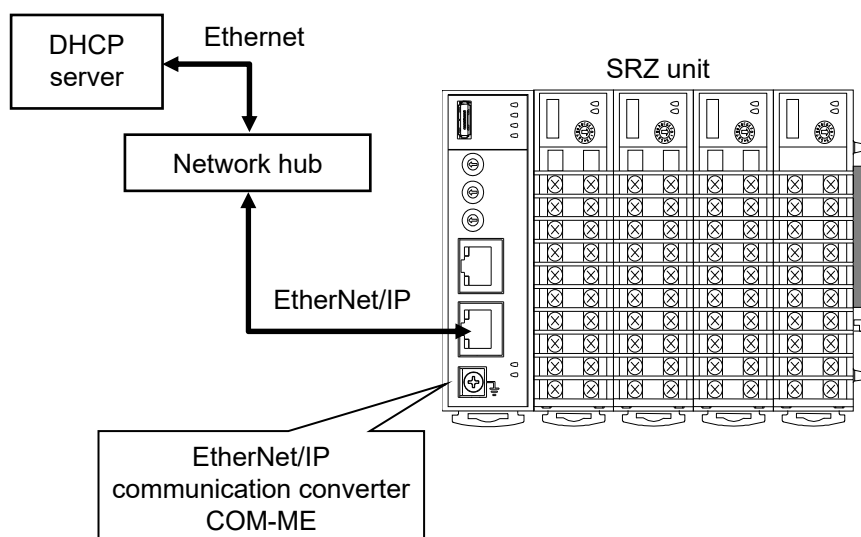 DHCP
server
Ethernet
SRZ unit
Network hub
EtherNet/IP
EtherNet/IP
communication converter
COM-ME